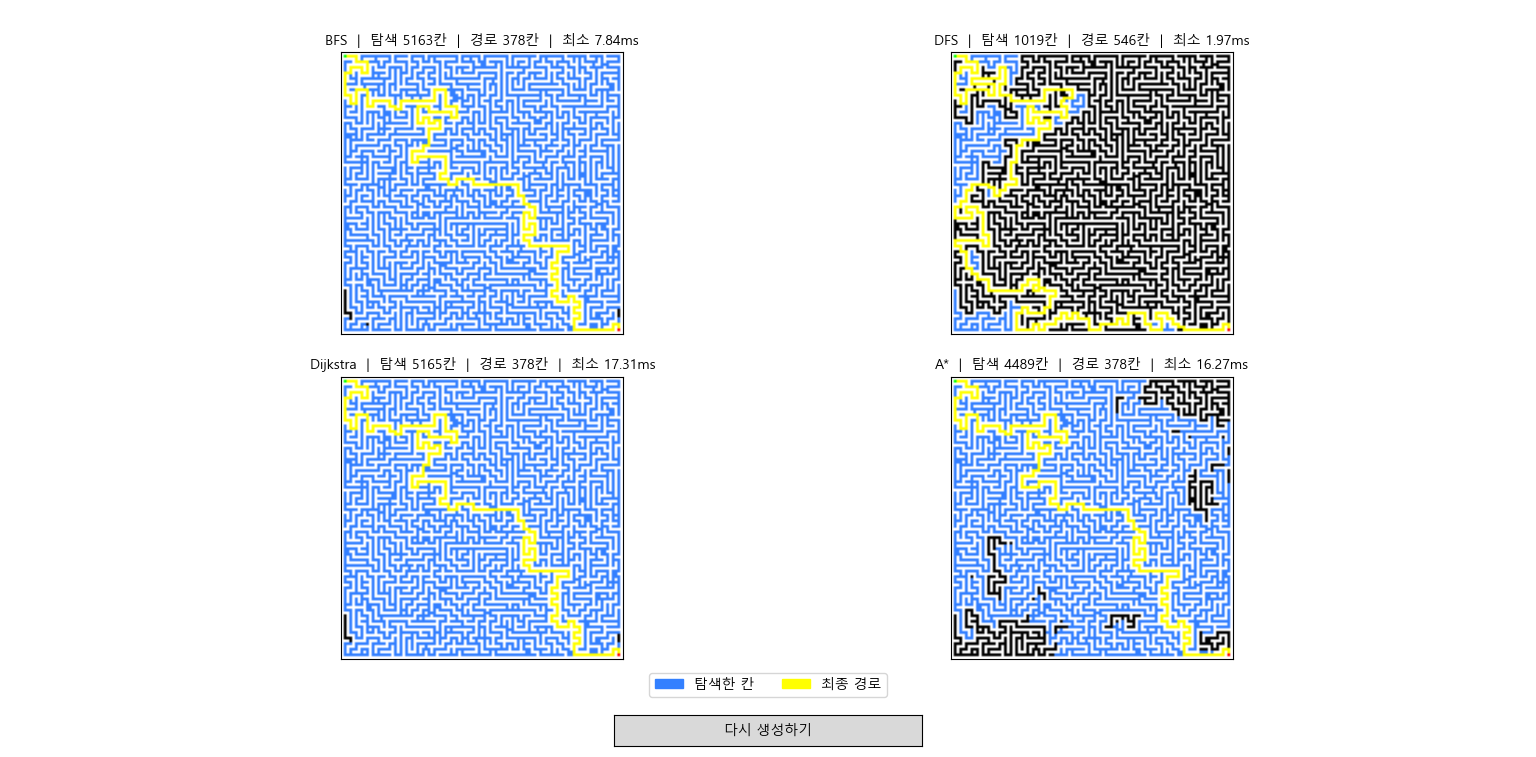 BFS | 탐색 5163칸 | 경로 378칸 | 최소 7.84ms
DFS | 탐색 1019칸 | 경로 546칸 | 최소 1.97ms
Dijkstra | 탐색 5165칸 | 경로 378칸 | 최소 17.31ms
A* | 탐색 4489칸 | 경로 378칸 | 최소 16.27ms
탐색한 칸 최종 경로
다시 생성하기